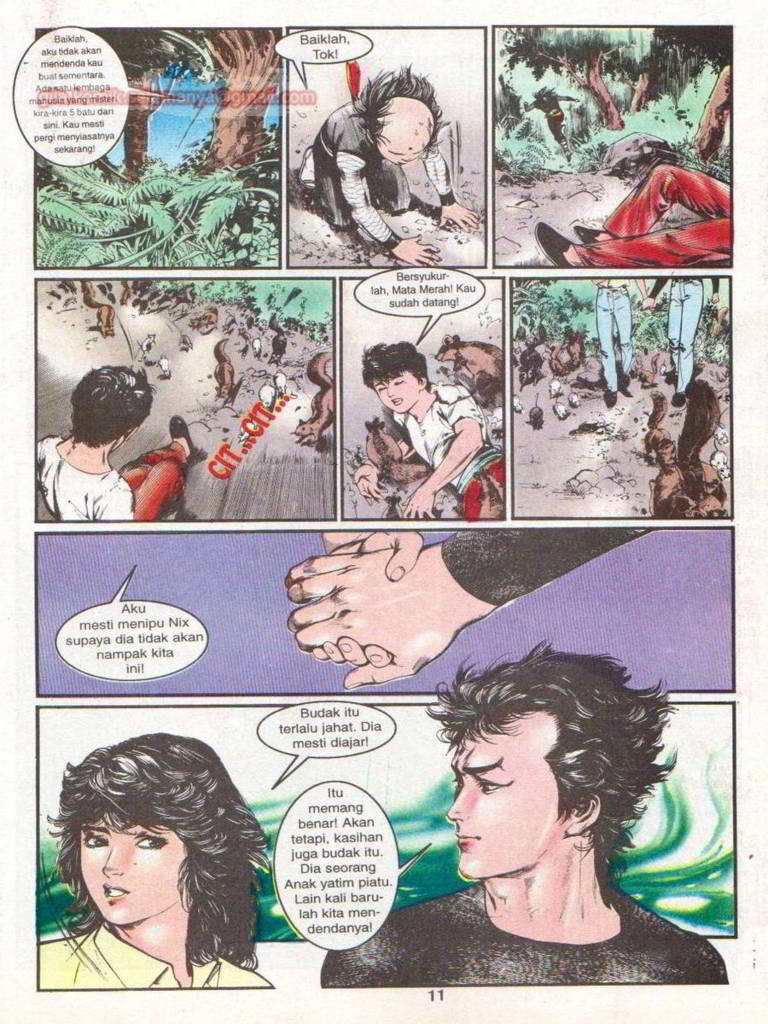 Baiklah,
aku tidak akan
mendenda kau
buat sementara.
Ada satu lembaga
manusia yang misteri
kira-kira 5 batu dari
sini. Kau mesti
pergi menyiasatnya
sekarang!
Baiklah,
Tok!
CIT...CIT...
Bersyukur-
lah, Mata Merah! Kau
sudah datang!
Aku
mesti menipu Nix
supaya dia tidak akan
nampak kita
ini!
Budak itu
terlalu jahat. Dia
mesti diajar!
Itu
memang
benar! Akan
tetapi, kasihan
juga budak itu.
Dia seorang
Anak yatim piatu.
Lain kali baru-
lah kita men-
dendanya!
11